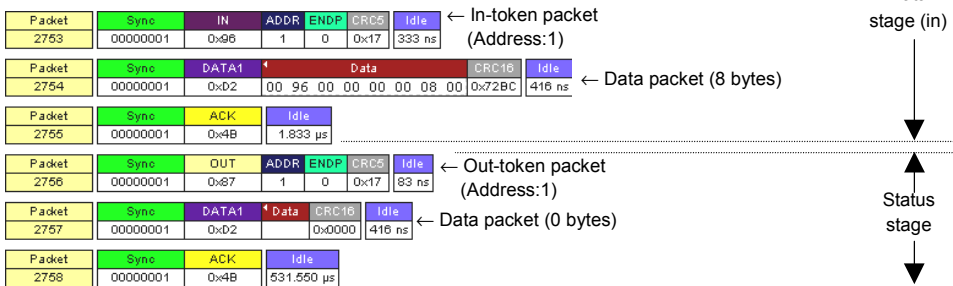 Packet Sync IN ADDR ENDP CRC5 Idle ← In-token packet
2753 00000001 0x96 1 0 0x17 333 ns (Address:1)
stage (in)
Packet Sync DATA1 Data CRC16 Idle ← Data packet (8 bytes)
2754 00000001 0xD2 00 96 00 00 00 00 08 00 0x72BC 416 ns
Packet Sync ACK Idle
2755 00000001 0x4B 1.833 µs
Packet Sync OUT ADDR ENDP CRC5 Idle ← Out-token packet
2756 00000001 0x87 1 0 0x17 83 ns (Address:1)
Status
stage
Packet Sync DATA1 Data CRC16 Idle ← Data packet (0 bytes)
2757 00000001 0xD2 0x0000 416 ns
Packet Sync ACK Idle
2758 00000001 0x4B 531.550 µs